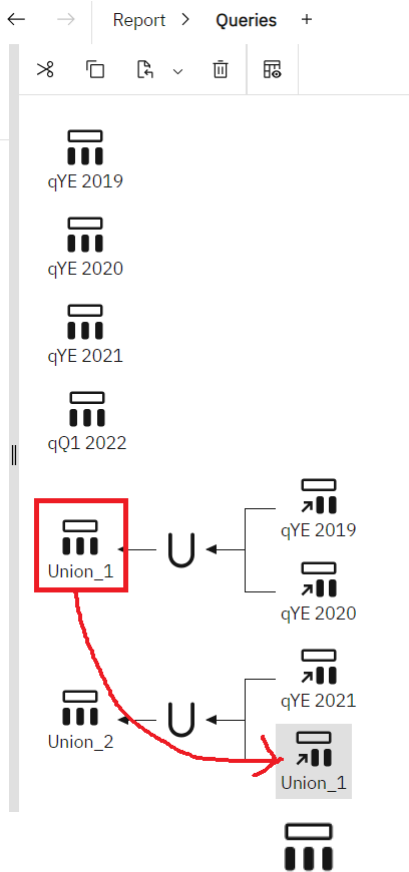 Report > Queries +
qYE 2019
qYE 2020
qYE 2021
qQ1 2022
qYE 2019
Union_1
qYE 2020
qYE 2021
Union_2
Union_1